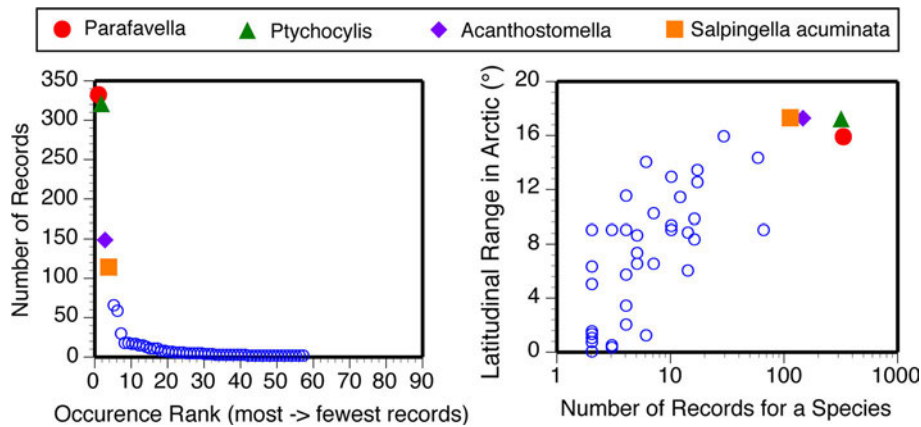 Parafavella Ptychocylis Acanthostomella Salpingella acuminata
350
300
250
200
150
100
50
0
Number of Records
0 10 20 30 40 50 60 70 80 90
Occurence Rank (most -> fewest records)
20
16
12
8
4
0
Latitudinal Range in Arctic (°)
1 10 100 1000
Number of Records for a Species